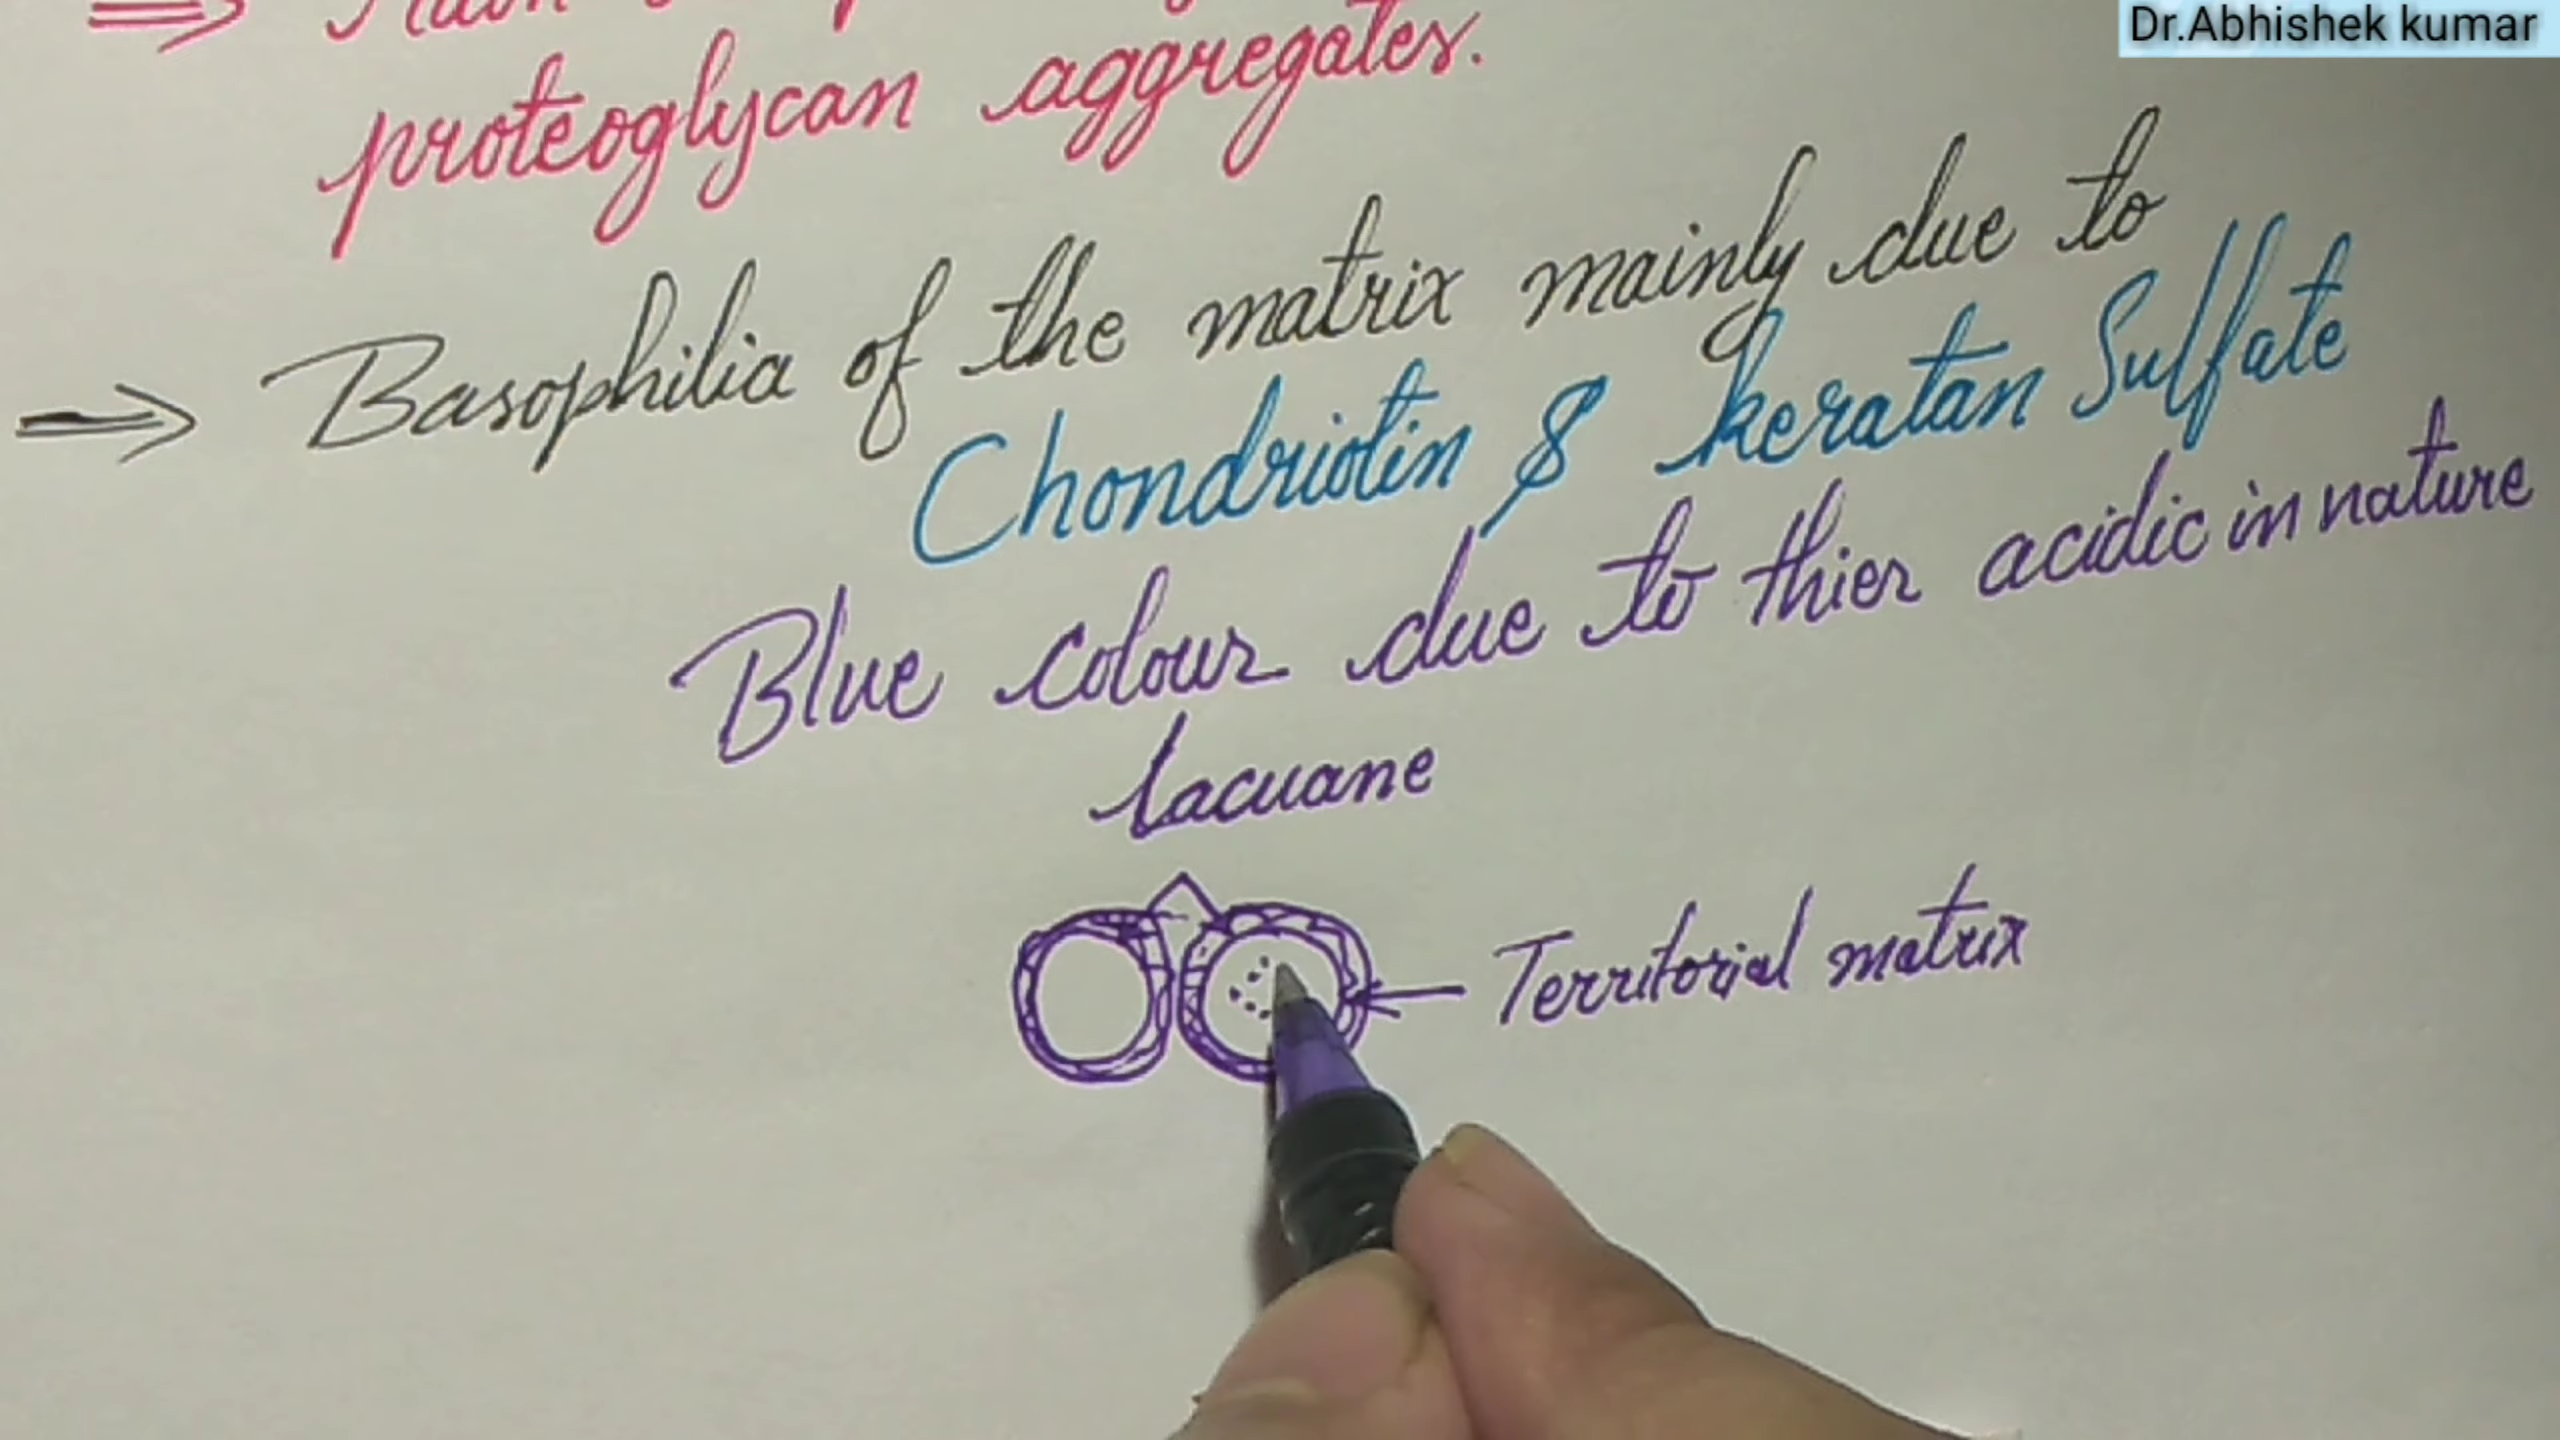 Dr.Abhishek kumar
proteoglycan aggregates.
Basophilia of the matrix mainly due to
Chondriotin & keratan Sulfate
Blue colour due to thier acidic in nature
lacuane
Territorial matrix